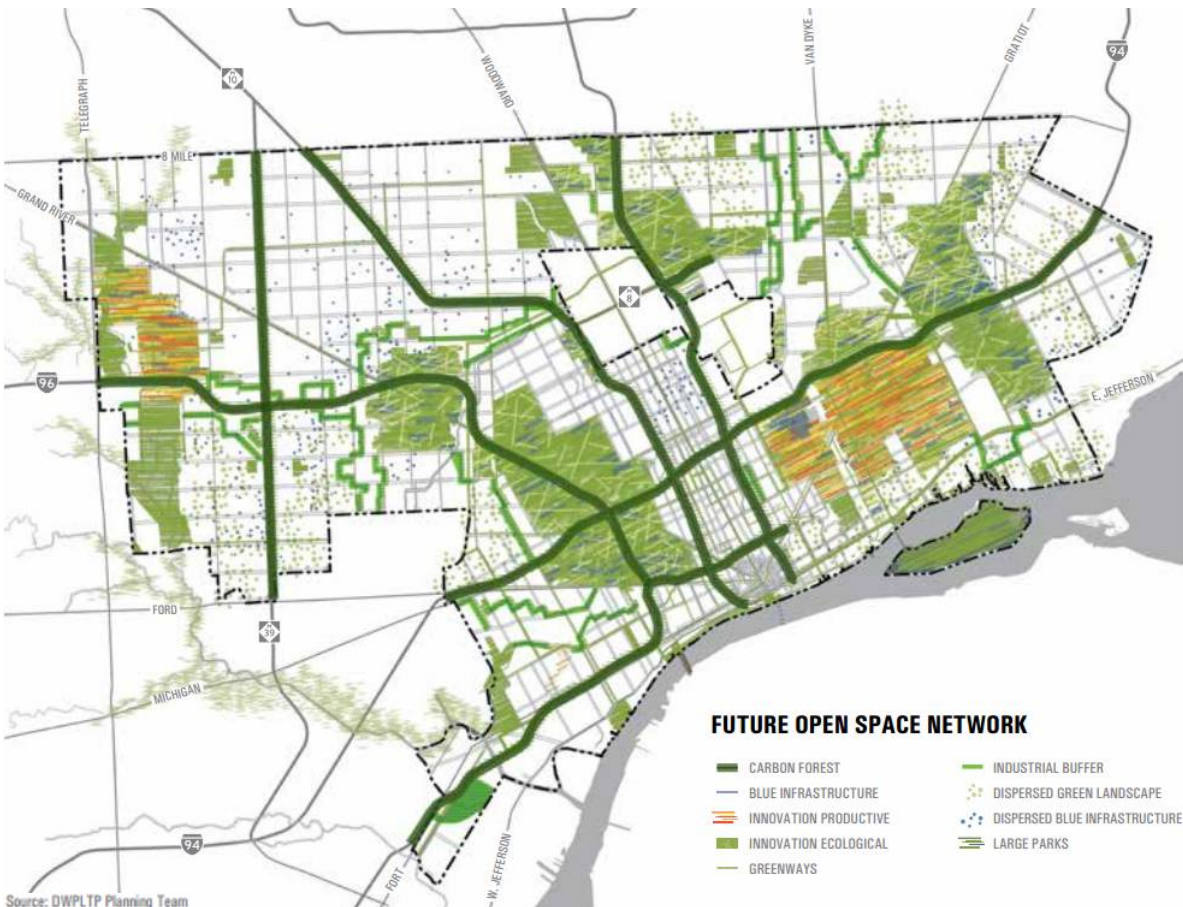 94
WOODWARD
VAN DYKE
GRATIOT
M
10
TELEGRAPH
8 MILE
GRAND RIVER
M
8
96
E. JEFFERSON
FORD
M
39
MICHIGAN
94
FORT
W. JEFFERSON
FUTURE OPEN SPACE NETWORK
CARBON FOREST
BLUE INFRASTRUCTURE
INNOVATION PRODUCTIVE
INNOVATION ECOLOGICAL
GREENWAYS
INDUSTRIAL BUFFER
DISPERSED GREEN LANDSCAPE
DISPERSED BLUE INFRASTRUCTURE
LARGE PARKS
Source: DWPLTP Planning Team